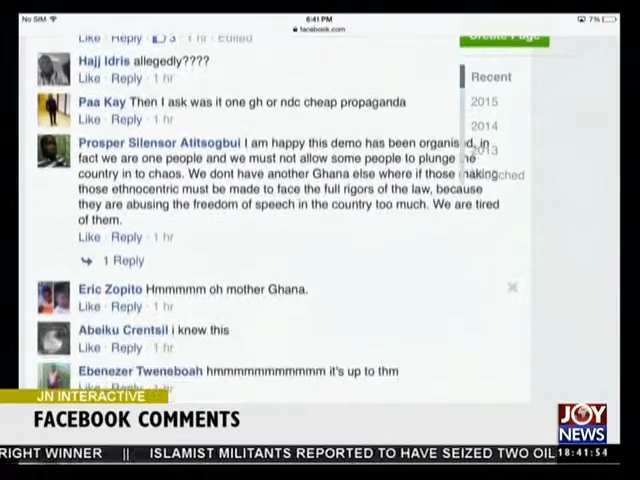 No SIM
6:41 PM
7%
facebook.com
Like · Reply · 3 · 1 hr · Edited
Create Page
Hajj Idris allegedly????
Like · Reply · 1 hr
Recent
Paa Kay Then I ask was it one gh or ndc cheap propaganda
2015
Like · Reply · 1 hr
2014
Prosper Silensor Atitsogbui I am happy this demo has been organis d, in
2013
fact we are one people and we must not allow some people to plunge he
country in to chaos. We dont have another Ghana else where if those making
those ethnocentric must be made to face the full rigors of the law, because
they are abusing the freedom of speech in the country too much. We are tired
of them.
Like · Reply · 1 hr
1 Reply
Eric Zopito Hmmmmm oh mother Ghana.
Like · Reply · 1 hr
Abeiku Crentsil i knew this
Like · Reply · 1 hr
Ebenezer Tweneboah hmmmmmmmmmm it's up to thm
Like · Reply · 1 hr
JN INTERACTIVE
FACEBOOK COMMENTS
JOY
NEWS
RIGHT WINNER || ISLAMIST MILITANTS REPORTED TO HAVE SEIZED TWO OIL
18:41:54